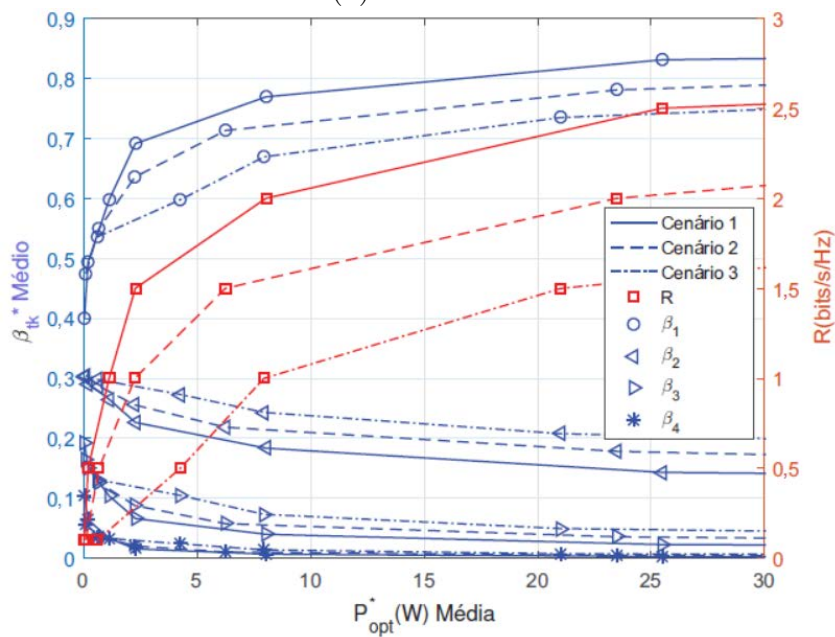 0,9
0,8
0,7
0,6
0,5
0,4
0,3
0,2
0,1
0
β_tk* Médio
3
2,5
2
1,5
1
0,5
0
R(bits/s/Hz)
Cenário 1
Cenário 2
Cenário 3
R
β_1
β_2
β_3
β_4
0 5 10 15 20 25 30
P*_opt(W) Média